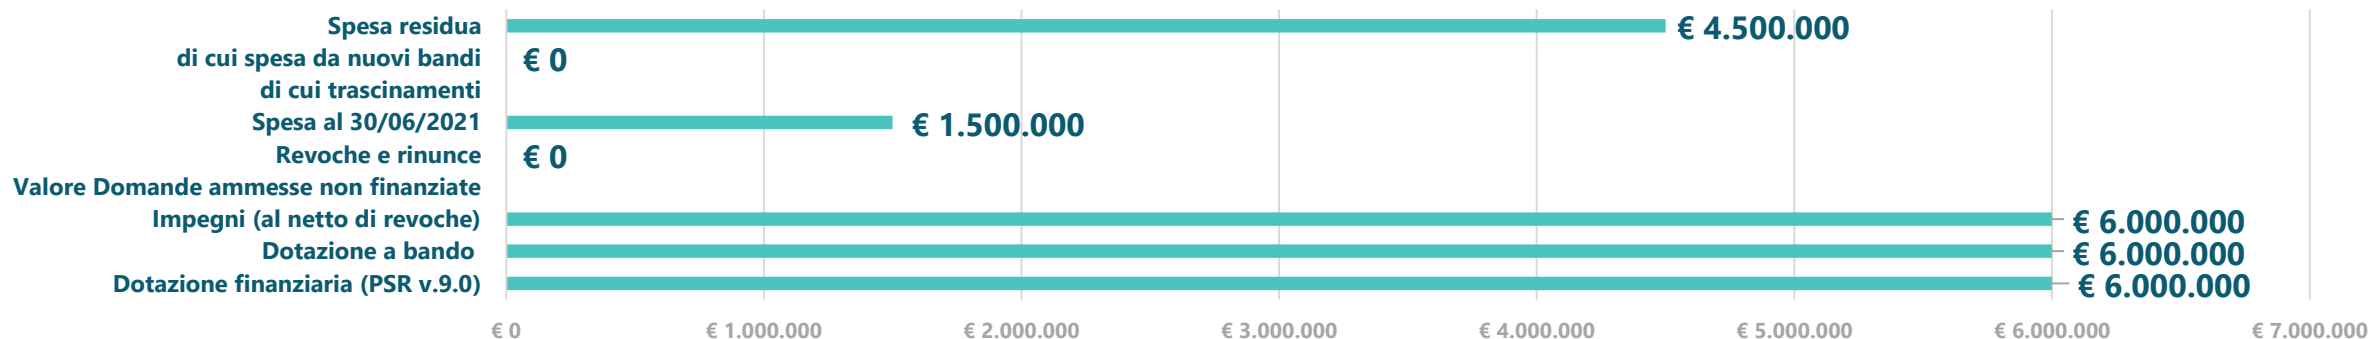 Spesa residua € 4.500.000
di cui spesa da nuovi bandi € 0
di cui trascinamenti
Spesa al 30/06/2021 € 1.500.000
Revoche e rinunce € 0
Valore Domande ammesse non finanziate
Impegni (al netto di revoche) € 6.000.000
Dotazione a bando € 6.000.000
Dotazione finanziaria (PSR v.9.0) € 6.000.000
€ 0 € 1.000.000 € 2.000.000 € 3.000.000 € 4.000.000 € 5.000.000 € 6.000.000 € 7.000.000